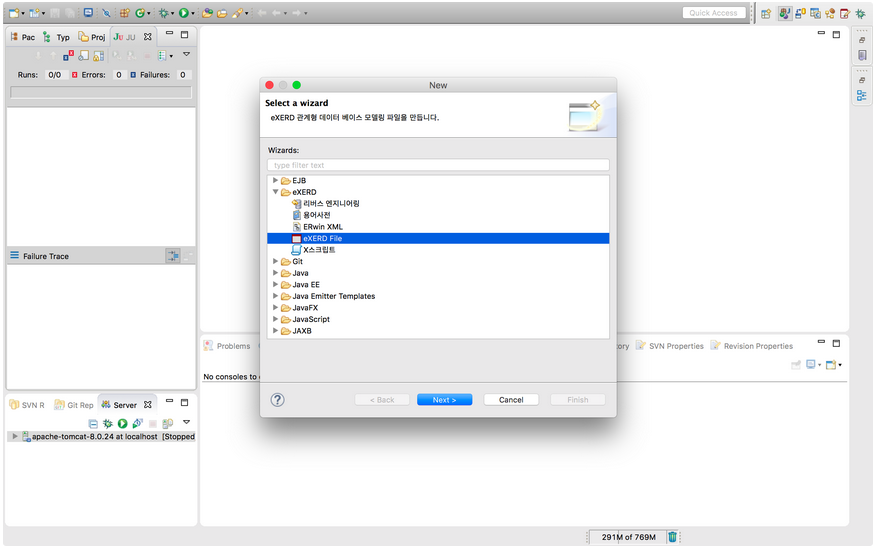 Quick Access
Pac Typ Proj JU
Runs: 0/0 Errors: 0 Failures: 0
Failure Trace
SVN R Git Rep Server
apache-tomcat-8.0.24 at localhost [Stopped
New
Select a wizard
eXERD 관계형 데이터 베이스 모델링 파일을 만듭니다.
Wizards:
type filter text
EJB
eXERD
리버스 엔지니어링
용어사전
ERwin XML
eXERD File
X스크립트
Git
Java
Java EE
Java Emitter Templates
JavaFX
JavaScript
JAXB
? < Back Next > Cancel Finish
Problems ory SVN Properties Revision Properties
No consoles to
291M of 769M